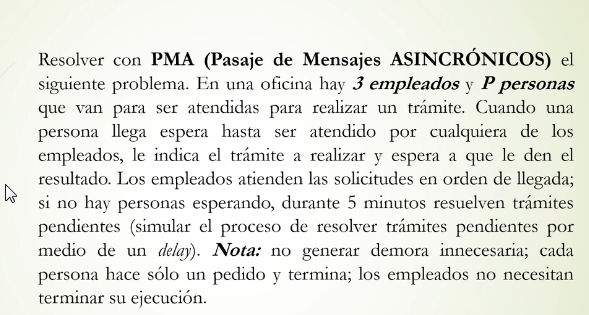 Resolver con PMA (Pasaje de Mensajes ASINCRÓNICOS) el
siguiente problema. En una oficina hay 3 empleados y P personas
que van para ser atendidas para realizar un trámite. Cuando una
persona llega espera hasta ser atendido por cualquiera de los
empleados, le indica el trámite a realizar y espera a que le den el
resultado. Los empleados atienden las solicitudes en orden de llegada;
si no hay personas esperando, durante 5 minutos resuelven trámites
pendientes (simular el proceso de resolver trámites pendientes por
medio de un delay). Nota: no generar demora innecesaria; cada
persona hace sólo un pedido y termina; los empleados no necesitan
terminar su ejecución.